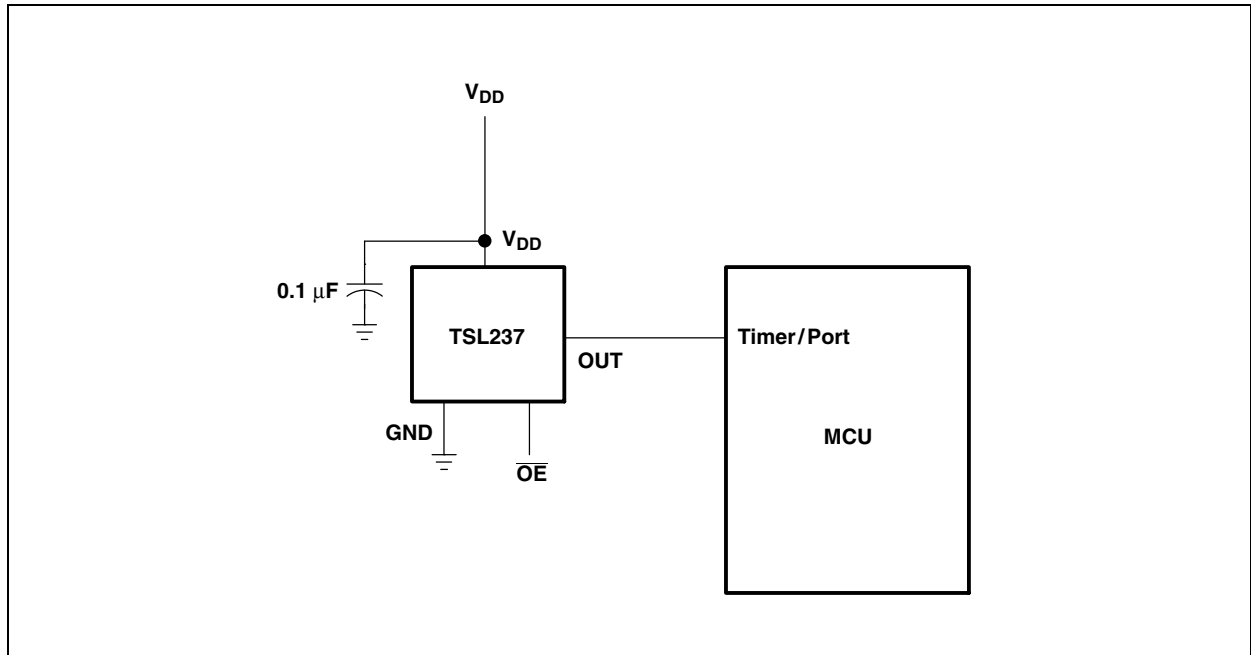 VDD
VDD
0.1 μF
TSL237
OUT
Timer/Port
GND
OE
MCU